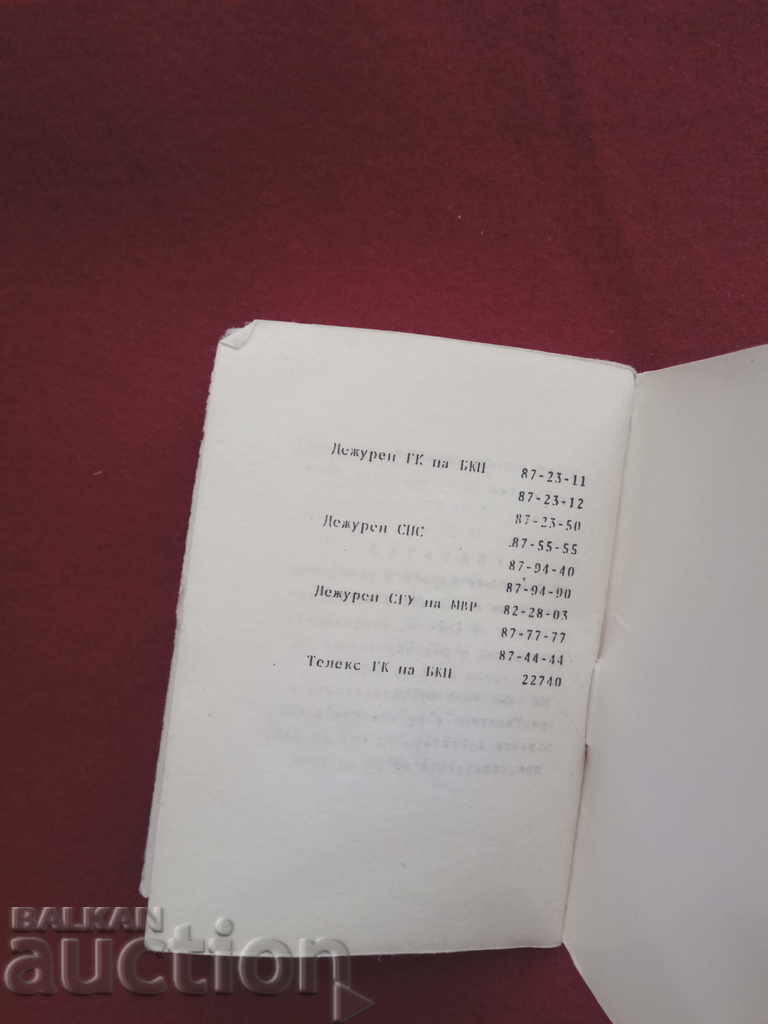 Дежурен ГК на БКП 87-23-11
87-23-12
87-23-50
Дежурен СНС 87-55-55
87-94-40
87-94-90
Дежурен СГУ на МВР 82-28-03
87-77-77
87-44-44
Телекс ГК на БКП 22740
BALKAN
auction